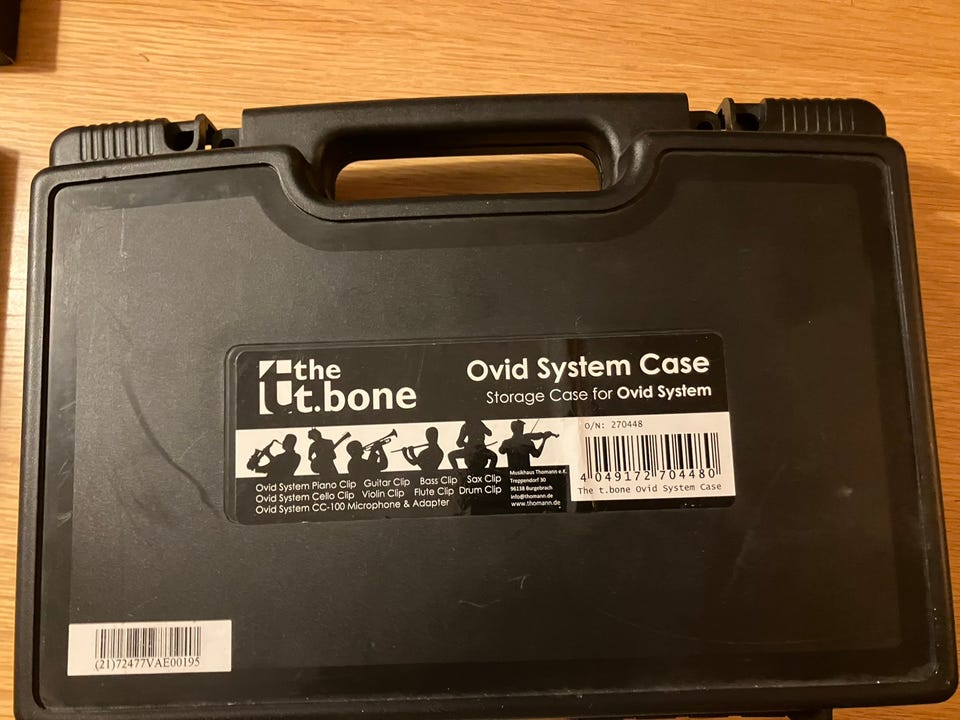 the
t.bone
Ovid System Case
Storage Case for Ovid System
O/N: 270448
4 049172 704480
The t.bone Ovid System Case
Ovid System Piano Clip Guitar Clip Bass Clip Sax Clip
Ovid System Cello Clip Violin Clip Flute Clip Drum Clip
Ovid System CC-100 Microphone & Adapter
Musikhaus Thomann e.K.
Treppendorf 30
96138 Burgebrach
info@thomann.de
www.thomann.de
(21)72477VAE00195